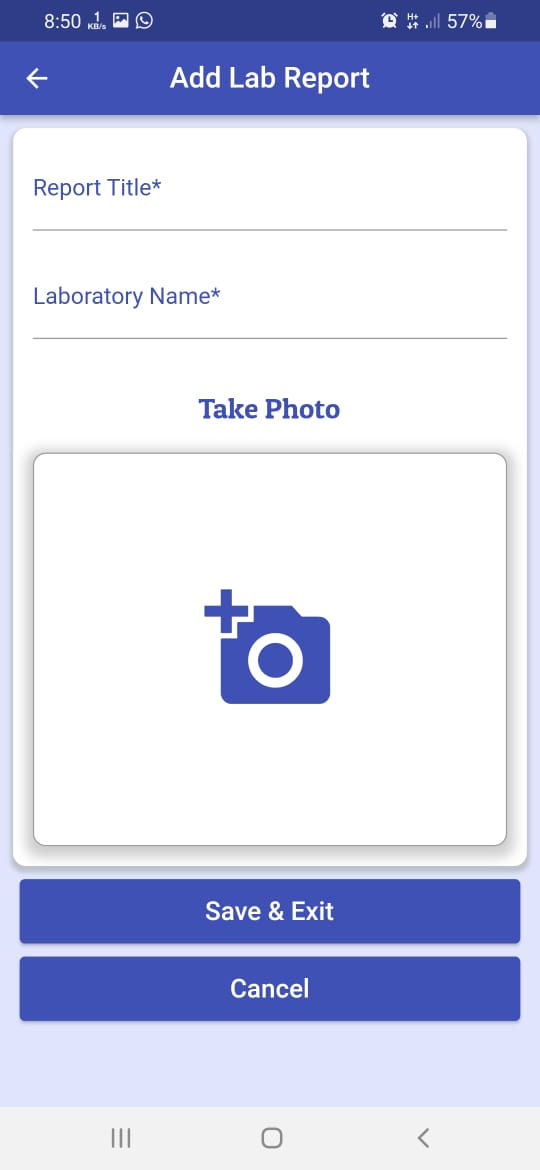 8:50 1 KB/s H+ 57%
Add Lab Report
Report Title*
Laboratory Name*
Take Photo
Save & Exit
Cancel